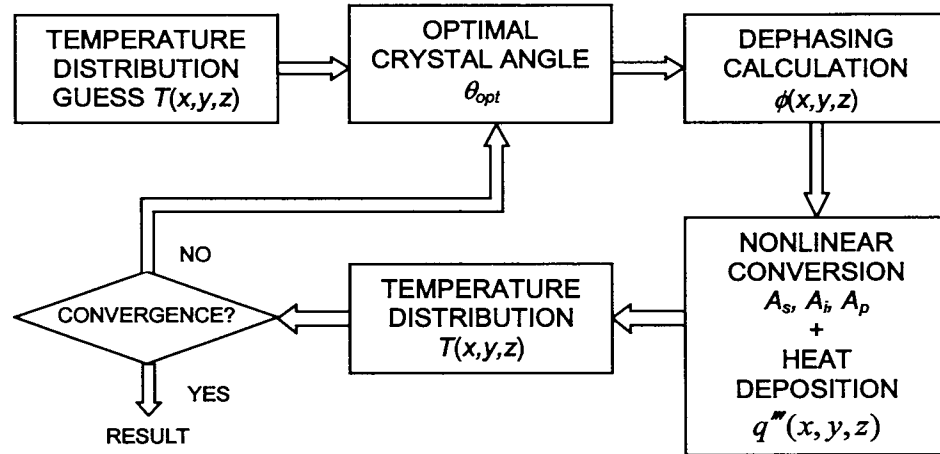 TEMPERATURE
DISTRIBUTION
GUESS T(x,y,z)
OPTIMAL
CRYSTAL ANGLE
θopt
DEPHASING
CALCULATION
ϕ(x,y,z)
NONLINEAR
CONVERSION
As, Ai, Ap
+
HEAT
DEPOSITION
q‴(x, y, z)
TEMPERATURE
DISTRIBUTION
T(x,y,z)
CONVERGENCE?
NO
YES
RESULT